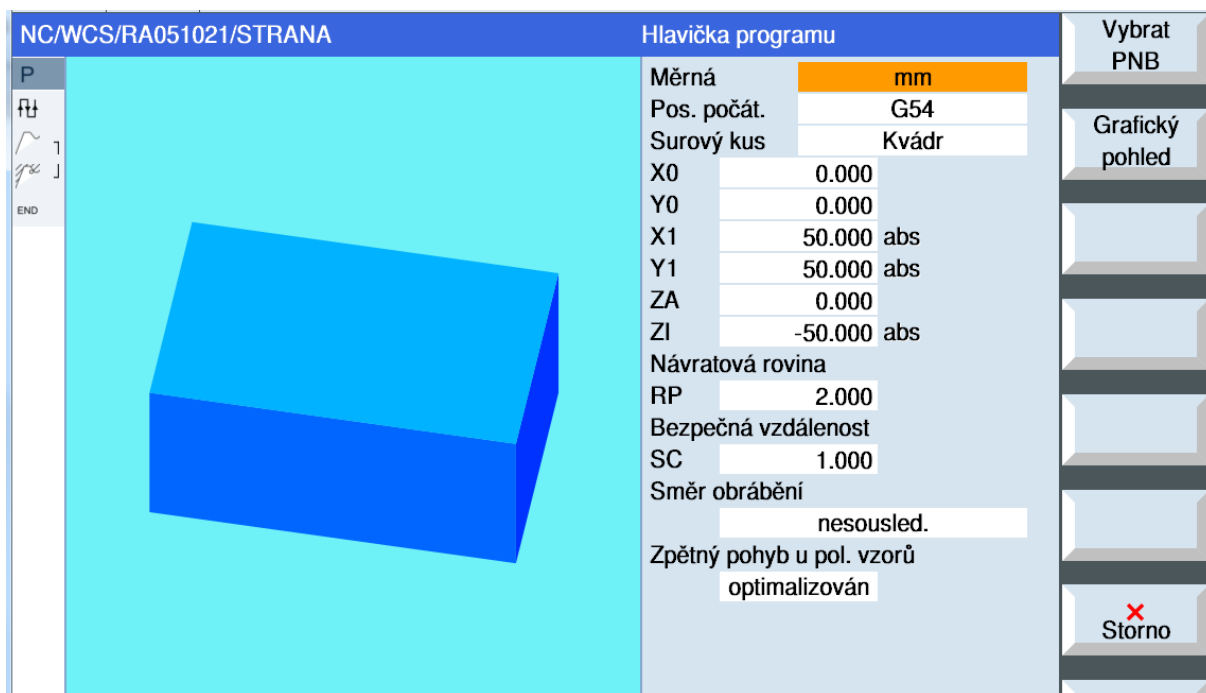 NC/WCS/RA051021/STRANA
Hlavička programu
P
END
Měrná mm
Pos. počát. G54
Surový kus Kvádr
X0 0.000
Y0 0.000
X1 50.000 abs
Y1 50.000 abs
ZA 0.000
ZI -50.000 abs
Návratová rovina
RP 2.000
Bezpečná vzdálenost
SC 1.000
Směr obrábění
nesousled.
Zpětný pohyb u pol. vzorů
optimalizován
Vybrat
PNB
Grafický
pohled
Storno